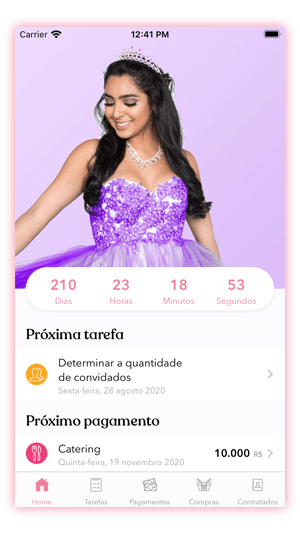 Carrier 12:41 PM
210 23 18 53
Dias Horas Minutos Segundos
Próxima tarefa
Determinar a quantidade
de convidados
Sexta-feira, 28 agosto 2020
Próximo pagamento
Catering
10.000 R$
Quinta-feira, 19 novembro 2020
Home Tarefas Pagamentos Compras Contratados